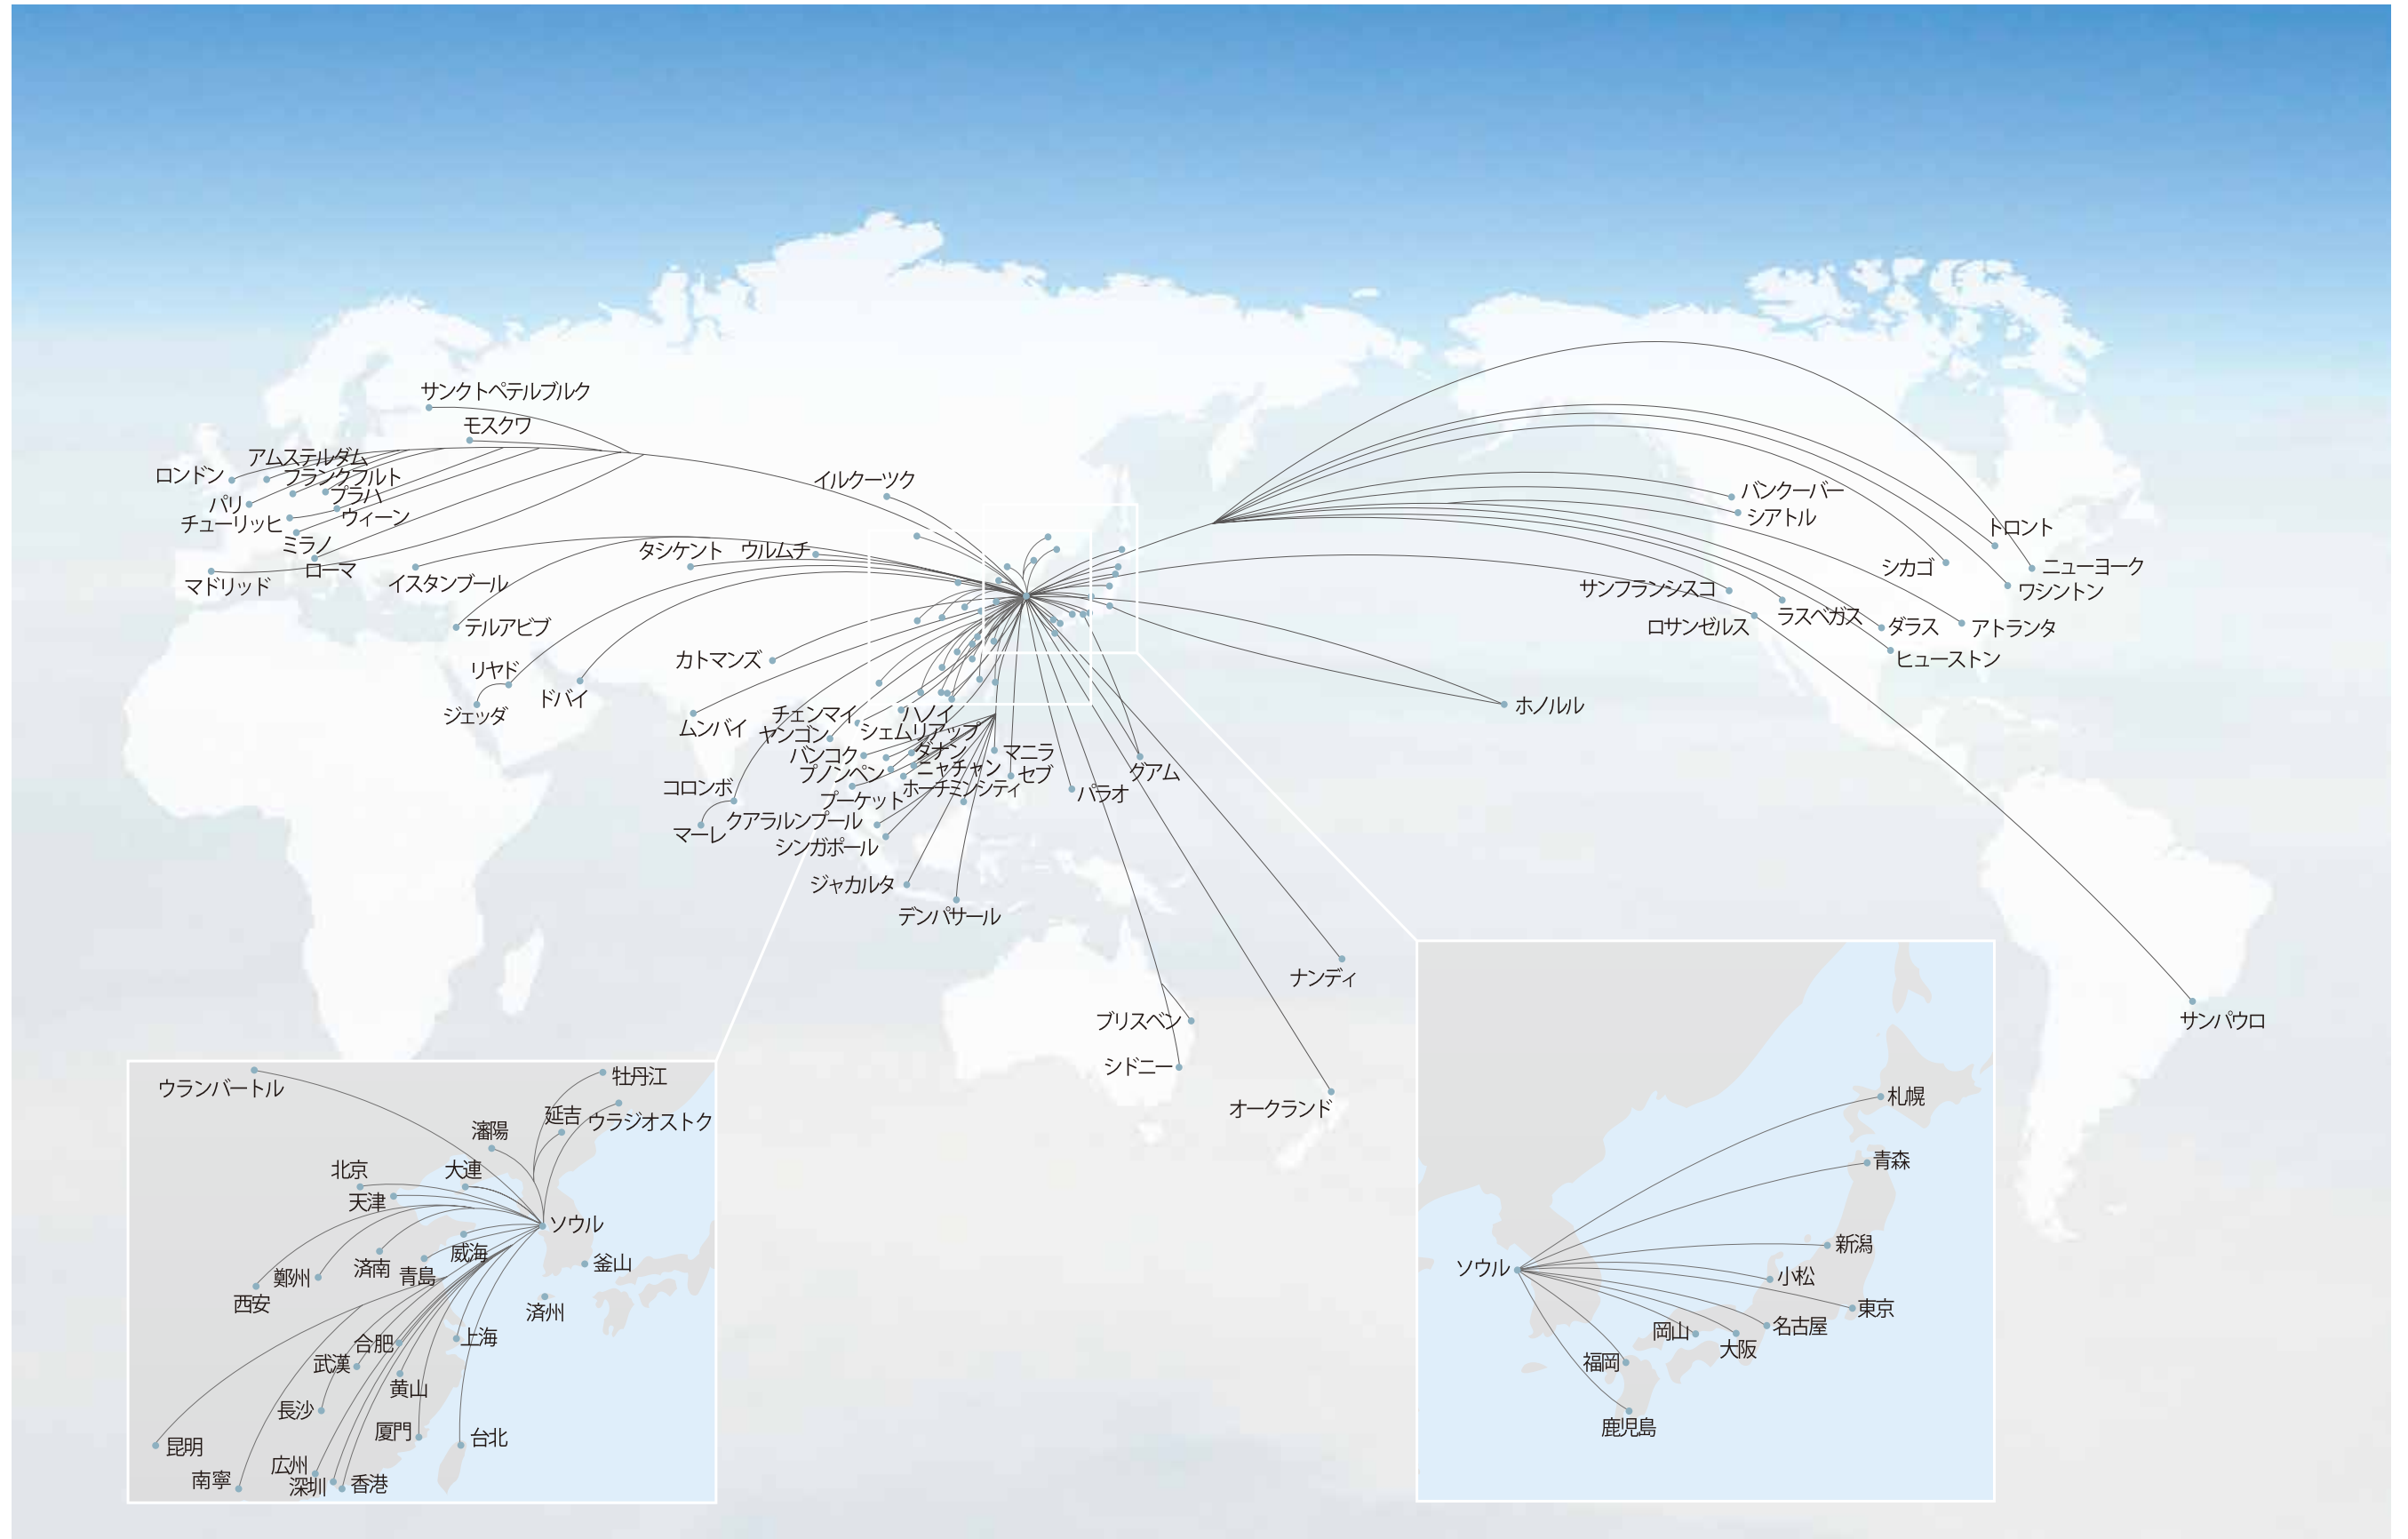 サンクトペテルブルク
モスクワ
アムステルダム
ロンドン
フランクフルト
パリ
プラハ
チューリッヒ
ウィーン
ミラノ
ローマ
マドリッド
イスタンブール
テルアビブ
リヤド
ジェッダ
ドバイ
イルクーツク
タシケント
ウルムチ
カトマンズ
ムンバイ
チェンマイ
ハノイ
ヤンゴン
シェムリアップ
バンコク
ダナン
マニラ
プノンペン
ニャチャン
セブ
コロンボ
ホーチミンシティ
プーケット
マーレ
クアラルンプール
シンガポール
ジャカルタ
デンパサール
グアム
パラオ
ナンディ
ブリスベン
シドニー
オークランド
ホノルル
バンクーバー
シアトル
トロント
シカゴ
ニューヨーク
ワシントン
サンフランシスコ
ラスベガス
ロサンゼルス
ダラス
アトランタ
ヒューストン
サンパウロ
ウランバートル
牡丹江
延吉
ウラジオストク
瀋陽
北京
大連
天津
ソウル
威海
済南
青島
鄭州
西安
釜山
済州
合肥
上海
武漢
黄山
長沙
厦門
台北
昆明
広州
南寧
深圳
香港
札幌
青森
新潟
ソウル
小松
東京
岡山
名古屋
大阪
福岡
鹿児島